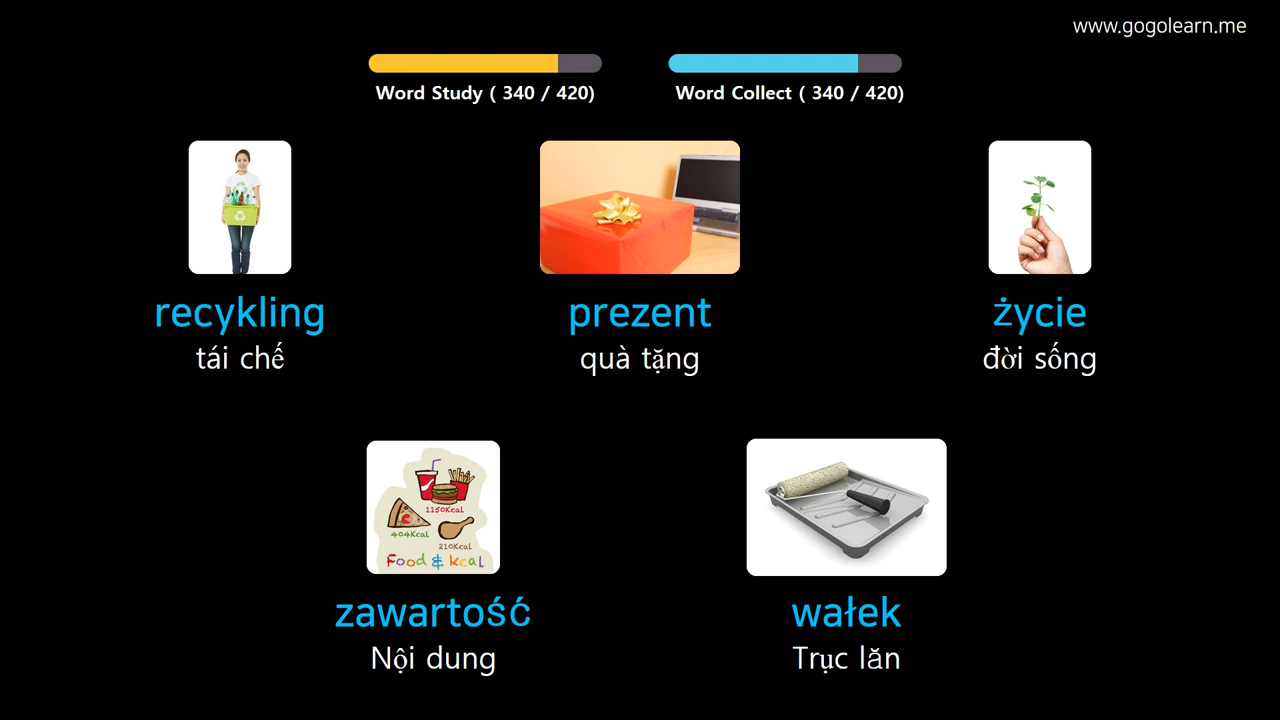 www.gogolearn.me
Word Study ( 340 / 420)
Word Collect ( 340 / 420)
recykling
tái chế
prezent
quà tặng
życie
đời sống
1150Kcal
404Kcal
210Kcal
Food & kcal
zawartość
Nội dung
wałek
Trục lăn